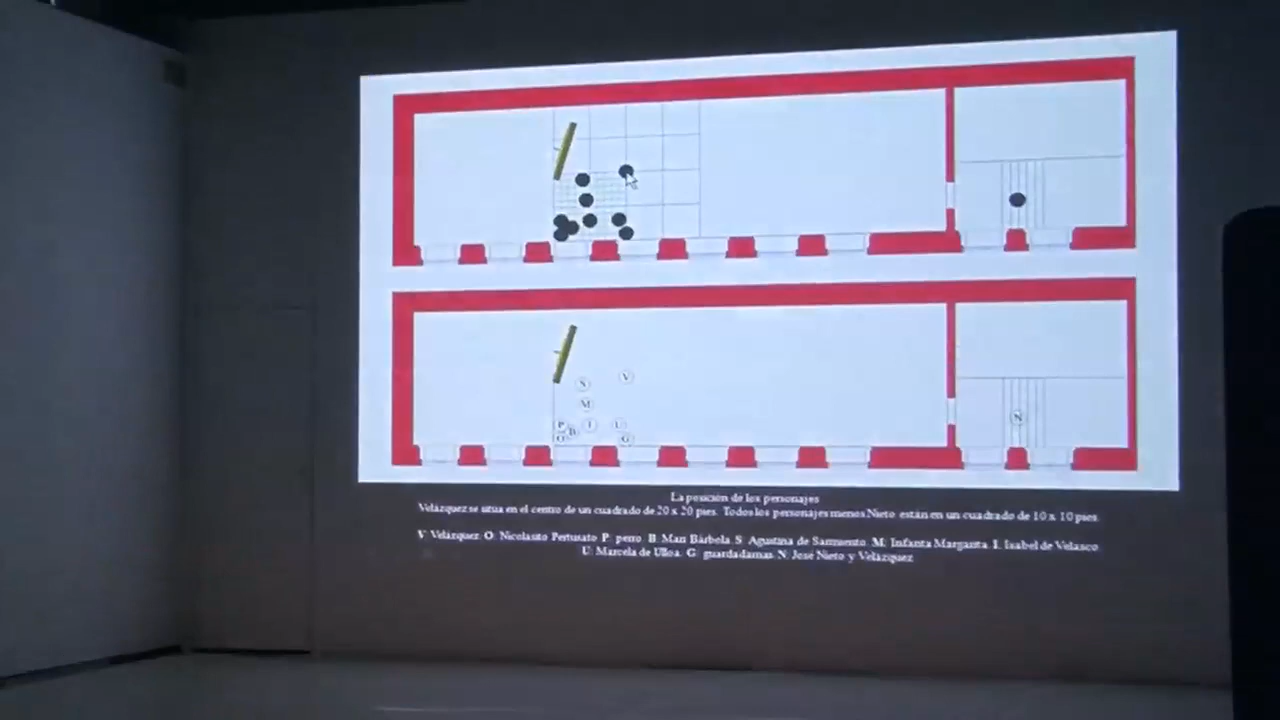 S
V
M
P
I
U
B
O
G
N
La posición de los personajes
Velázquez se situa en el centro de un cuadrado de 20 x 20 pies. Todos los personajes menos Nieto están en un cuadrado de 10 x 10 pies.
V: Velázquez. O: Nicolasito Pertusato. P: perro. B: Mari Bárbola. S: Agustina de Sarmiento. M: Infanta Margarita. I: Isabel de Velasco.
U: Marcela de Ulloa. G: guardadamas. N: José Nieto y Velázquez